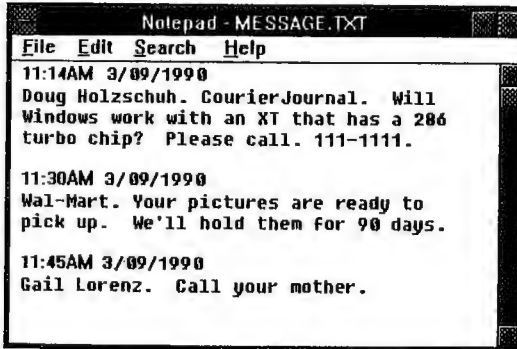 Notepad - MESSAGE.TXT
File Edit Search Help
11:14AM 3/09/1990
Doug Holzschuh. CourierJournal. Will
Windows work with an XT that has a 286
turbo chip? Please call. 111-1111.
11:30AM 3/09/1990
Wal-Mart. Your pictures are ready to
pick up. We'll hold them for 90 days.
11:45AM 3/09/1990
Gail Lorenz. Call your mother.